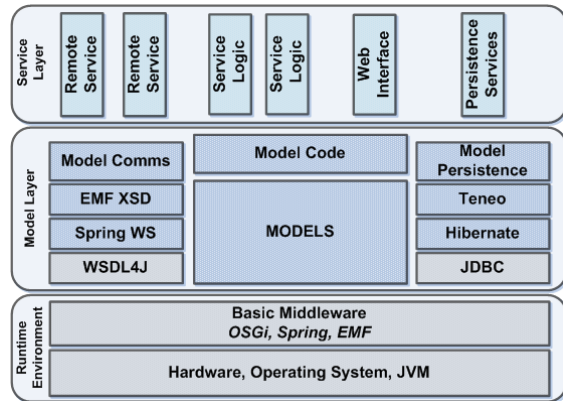 Service
Layer
Remote
Service
Remote
Service
Service
Logic
Service
Logic
Web
Interface
Persistence
Services
Model Layer
Model Comms
EMF XSD
Spring WS
WSDL4J
Model Code
MODELS
Model
Persistence
Teneo
Hibernate
JDBC
Runtime
Environment
Basic Middleware
OSGi, Spring, EMF
Hardware, Operating System, JVM